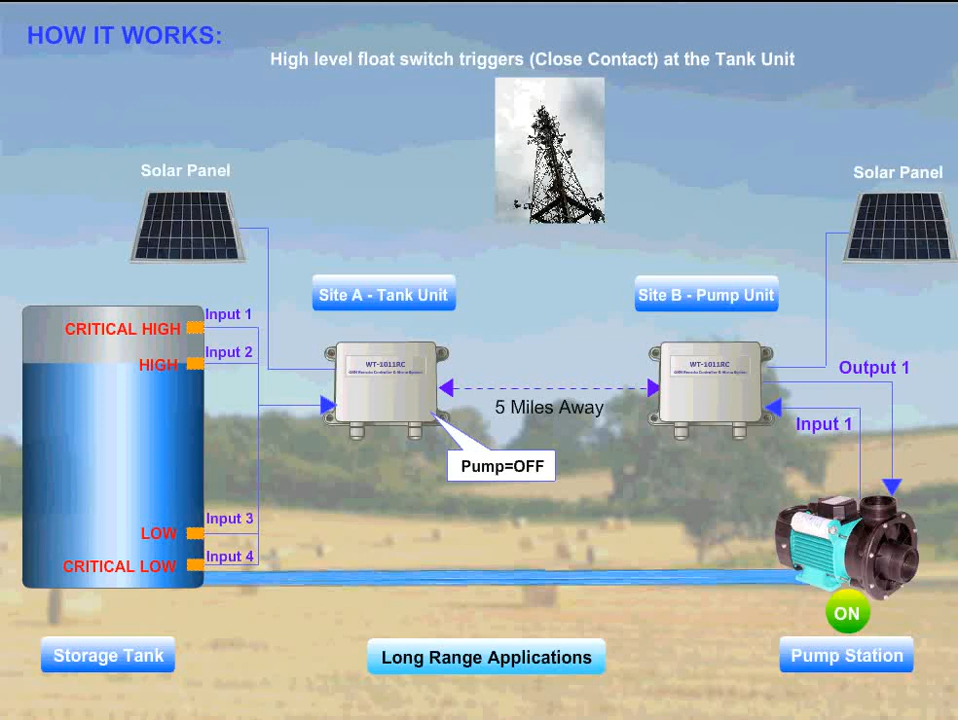 HOW IT WORKS:
High level float switch triggers (Close Contact) at the Tank Unit
Solar Panel
Solar Panel
Site A - Tank Unit
Site B - Pump Unit
Input 1
CRITICAL HIGH
Input 2
HIGH
WT-1011RC
WT-1011RC
Output 1
5 Miles Away
Input 1
Pump=OFF
Input 3
LOW
Input 4
CRITICAL LOW
ON
Storage Tank
Long Range Applications
Pump Station